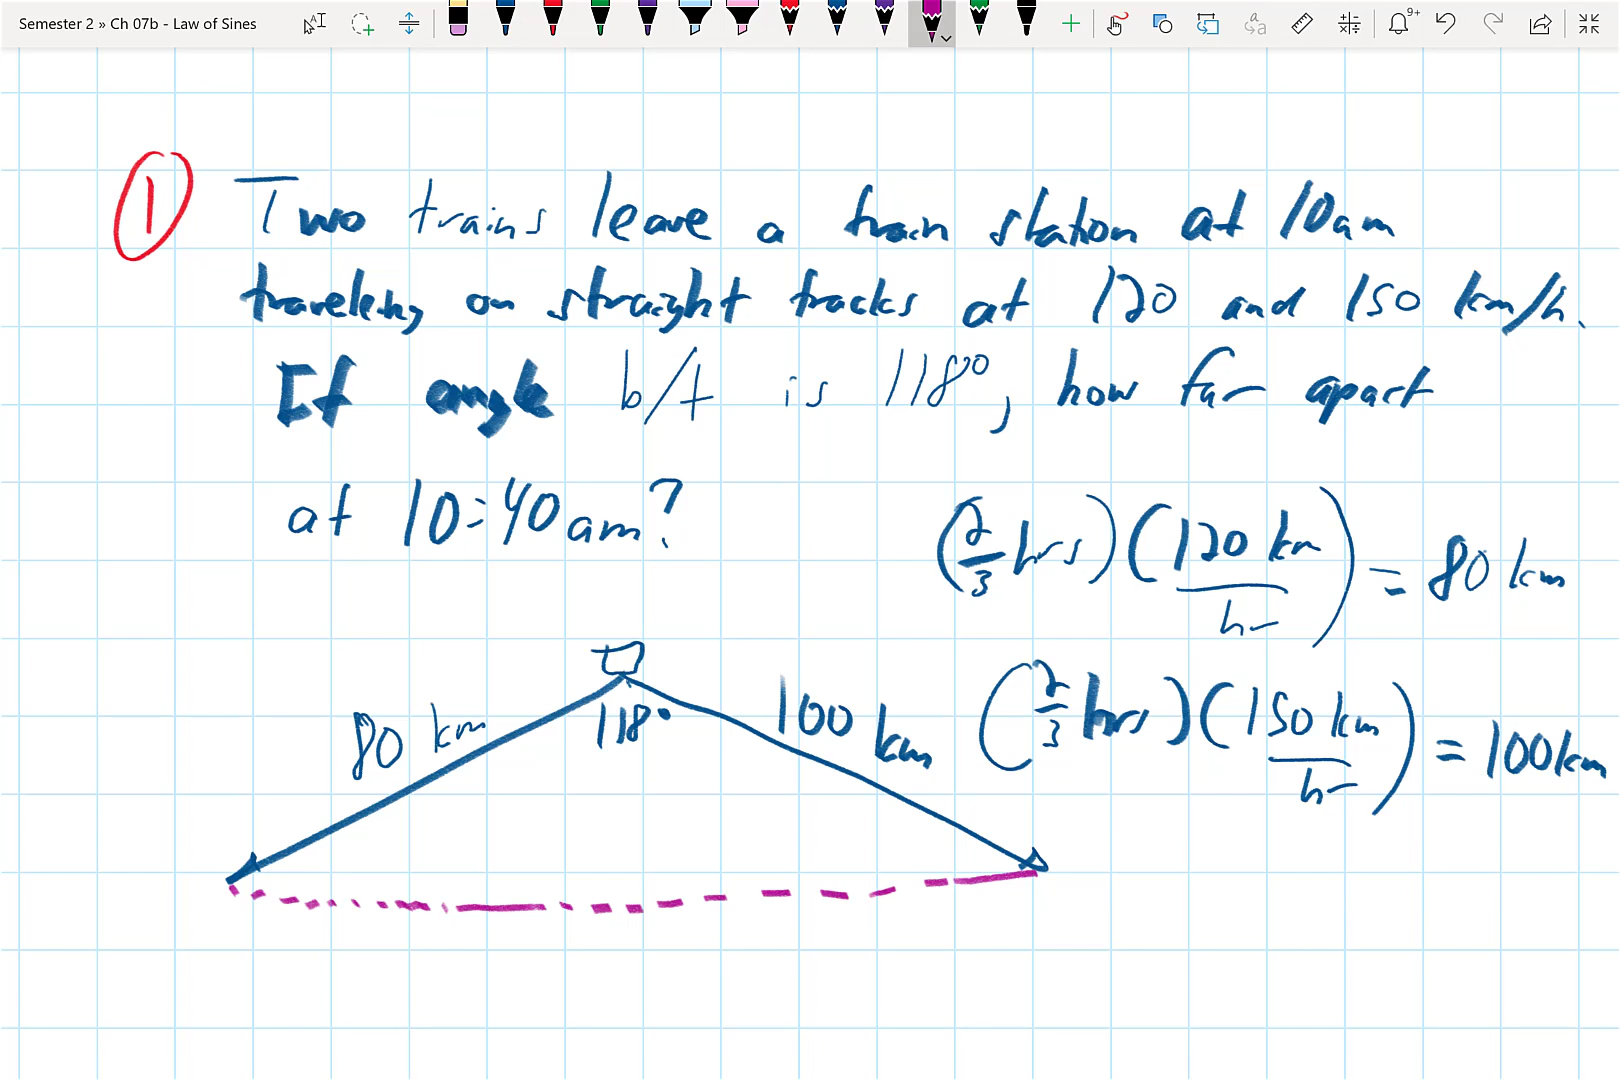 Semester 2 » Ch 07b - Law of Sines
9+
1 Two trains leave a train station at 10am
traveling on straight tracks at 120 and 150 km/h.
If angle b/t is 118°, how far apart
at 10:40am?
(2/3 hrs)(120 km/hr) = 80 km
(2/3 hrs)(150 km/hr) = 100km
80 km
118°
100 km